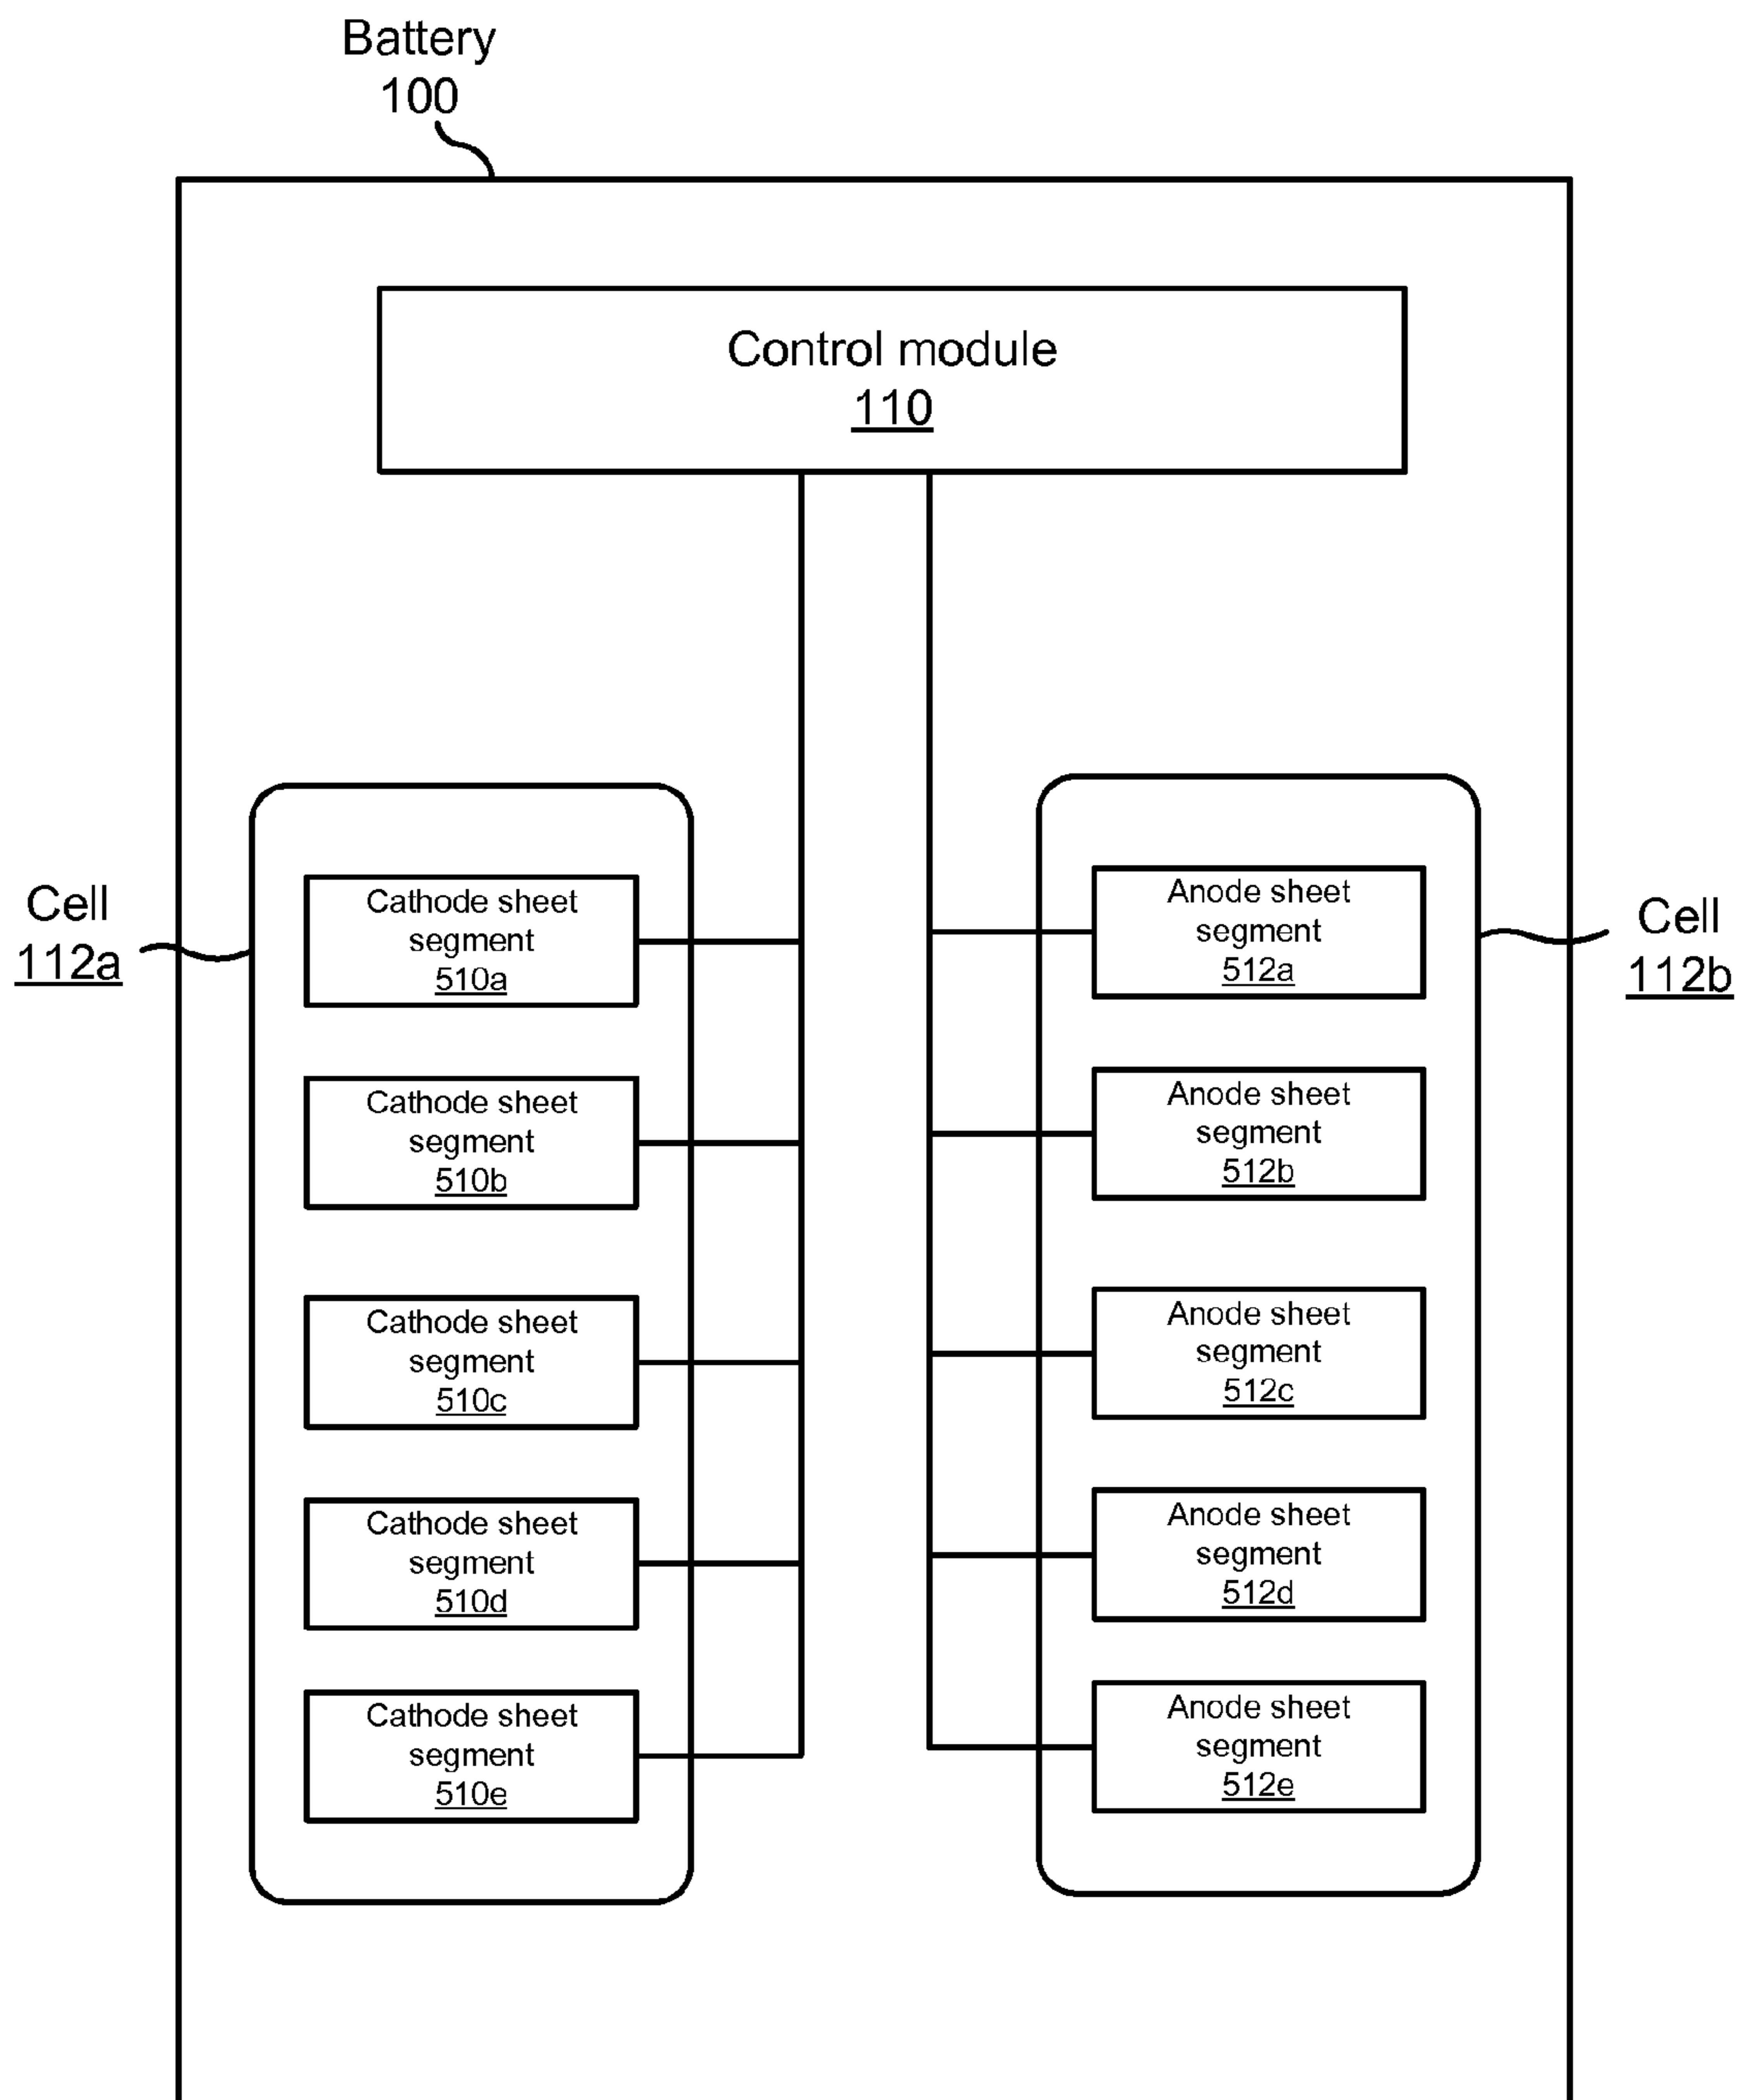 Battery
100
Control module
110
Cell
112a
Cathode sheet
segment
510a
Cathode sheet
segment
510b
Cathode sheet
segment
510c
Cathode sheet
segment
510d
Cathode sheet
segment
510e
Anode sheet
segment
512a
Anode sheet
segment
512b
Anode sheet
segment
512c
Anode sheet
segment
512d
Anode sheet
segment
512e
Cell
112b